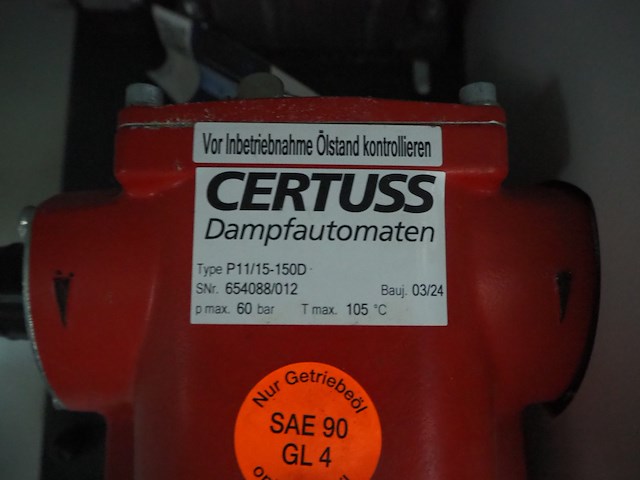 Vor Inbetriebnahme Ölstand kontrollieren
CERTUSS
Dampfautomaten
Type P11/15-150D
SNr. 654088/012 Bauj. 03/24
p max. 60 bar T max. 105 °C
Nur Getriebeöl
SAE 90
GL 4